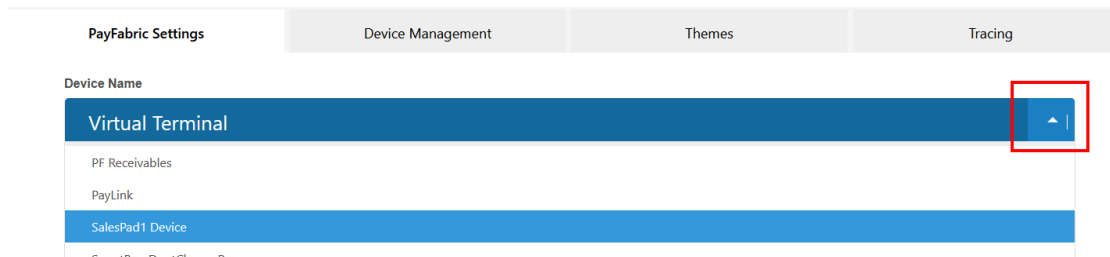 PayFabric Settings Device Management Themes Tracing
Device Name
Virtual Terminal
PF Receivables
PayLink
SalesPad1 Device